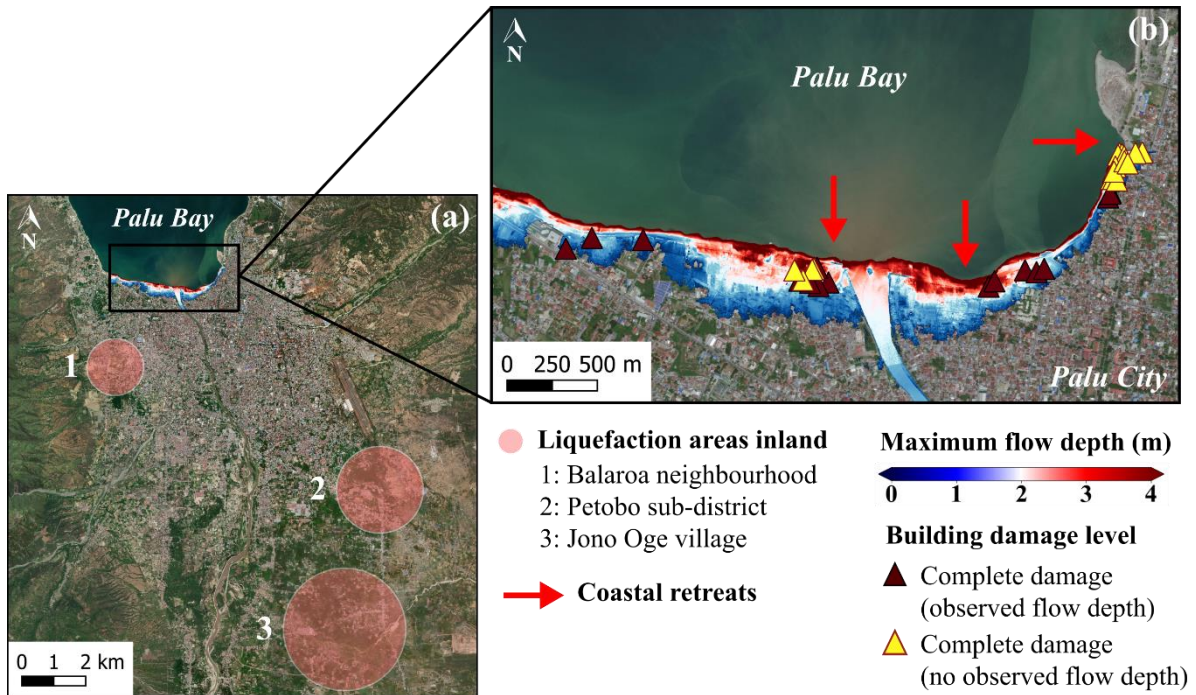 (a)
N
Palu Bay
1
2
3
0 1 2 km
(b)
N
Palu Bay
Palu City
0 250 500 m
Liquefaction areas inland
1: Balaroa neighbourhood
2: Petobo sub-district
3: Jono Oge village
Coastal retreats
Maximum flow depth (m)
0 1 2 3 4
Building damage level
Complete damage
(observed flow depth)
Complete damage
(no observed flow depth)